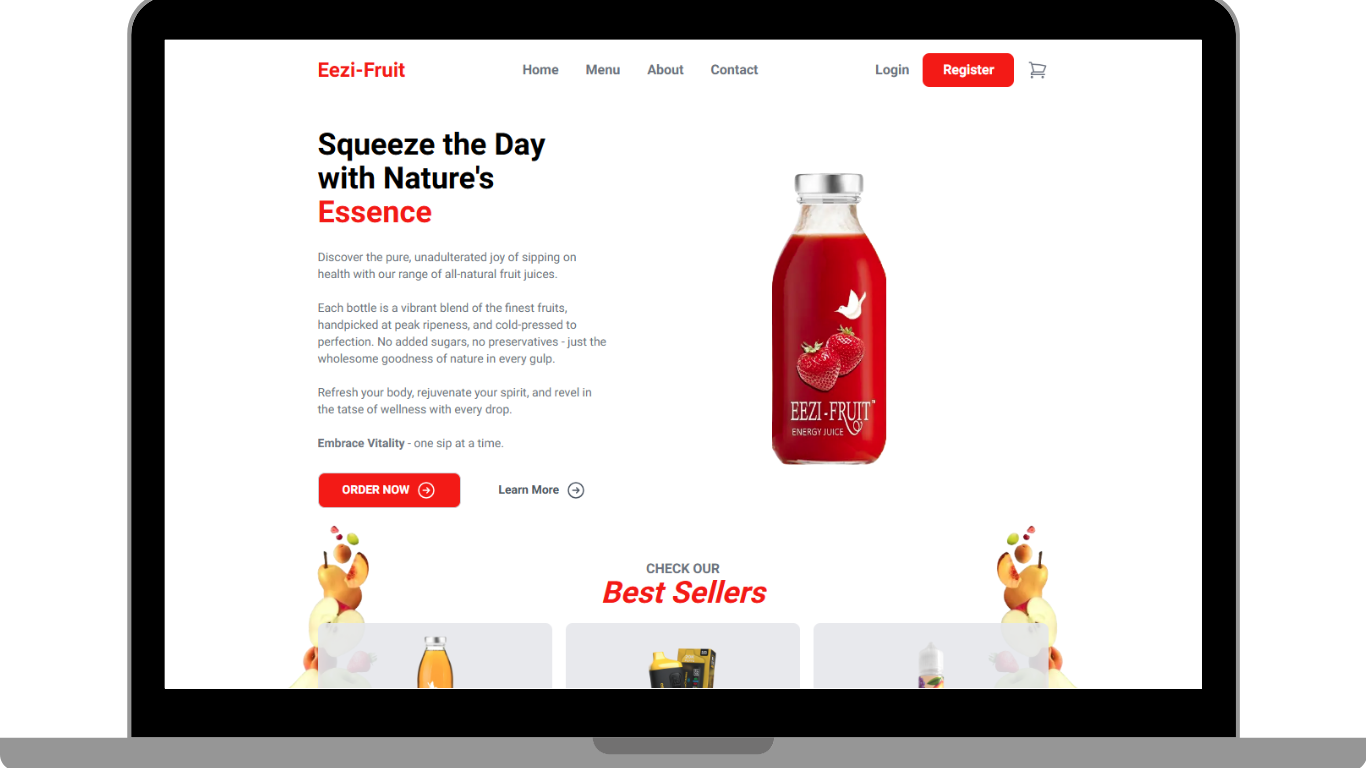 Eezi-Fruit
Home
Menu
About
Contact
Login
Register
Squeeze the Day
with Nature's
Essence
Discover the pure, unadulterated joy of sipping on
health with our range of all-natural fruit juices.
Each bottle is a vibrant blend of the finest fruits,
handpicked at peak ripeness, and cold-pressed to
perfection. No added sugars, no preservatives - just the
wholesome goodness of nature in every gulp.
Refresh your body, rejuvenate your spirit, and revel in
the tatse of wellness with every drop.
Embrace Vitality - one sip at a time.
ORDER NOW
Learn More
EEZI-FRUIT
ENERGY JUICE
CHECK OUR
Best Sellers